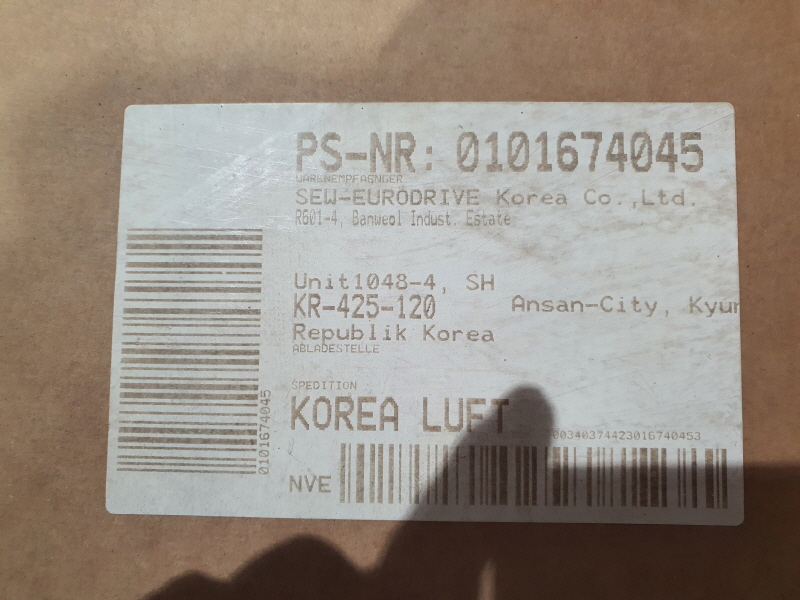 PS-NR: 0101674045
WARENEMPFAENGER
SEW-EURODRIVE Korea Co.,Ltd.
R601-4, Banweol Indust. Estate
Unit1048-4, SH
KR-425-120 Ansan-City, Kyun
Republik Korea
ABLADESTELLE
SPEDITION
KOREA LUFT
00340374423016740453
NVE
0101674045